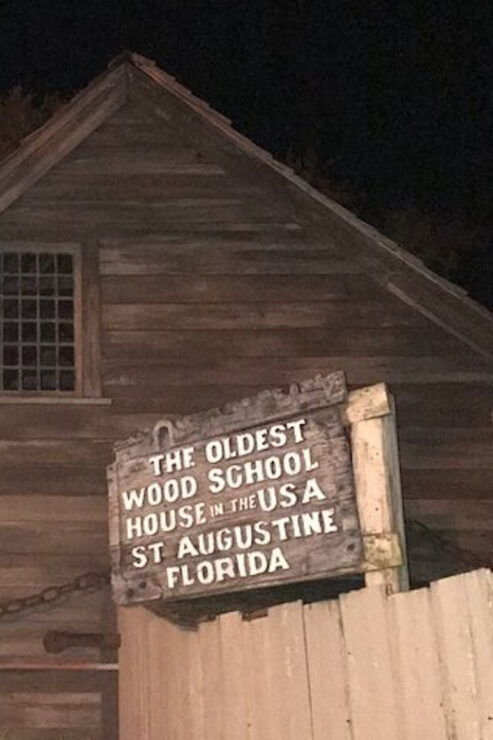 THE OLDEST
WOOD SCHOOL
HOUSE IN THE USA
ST AUGUSTINE
FLORIDA